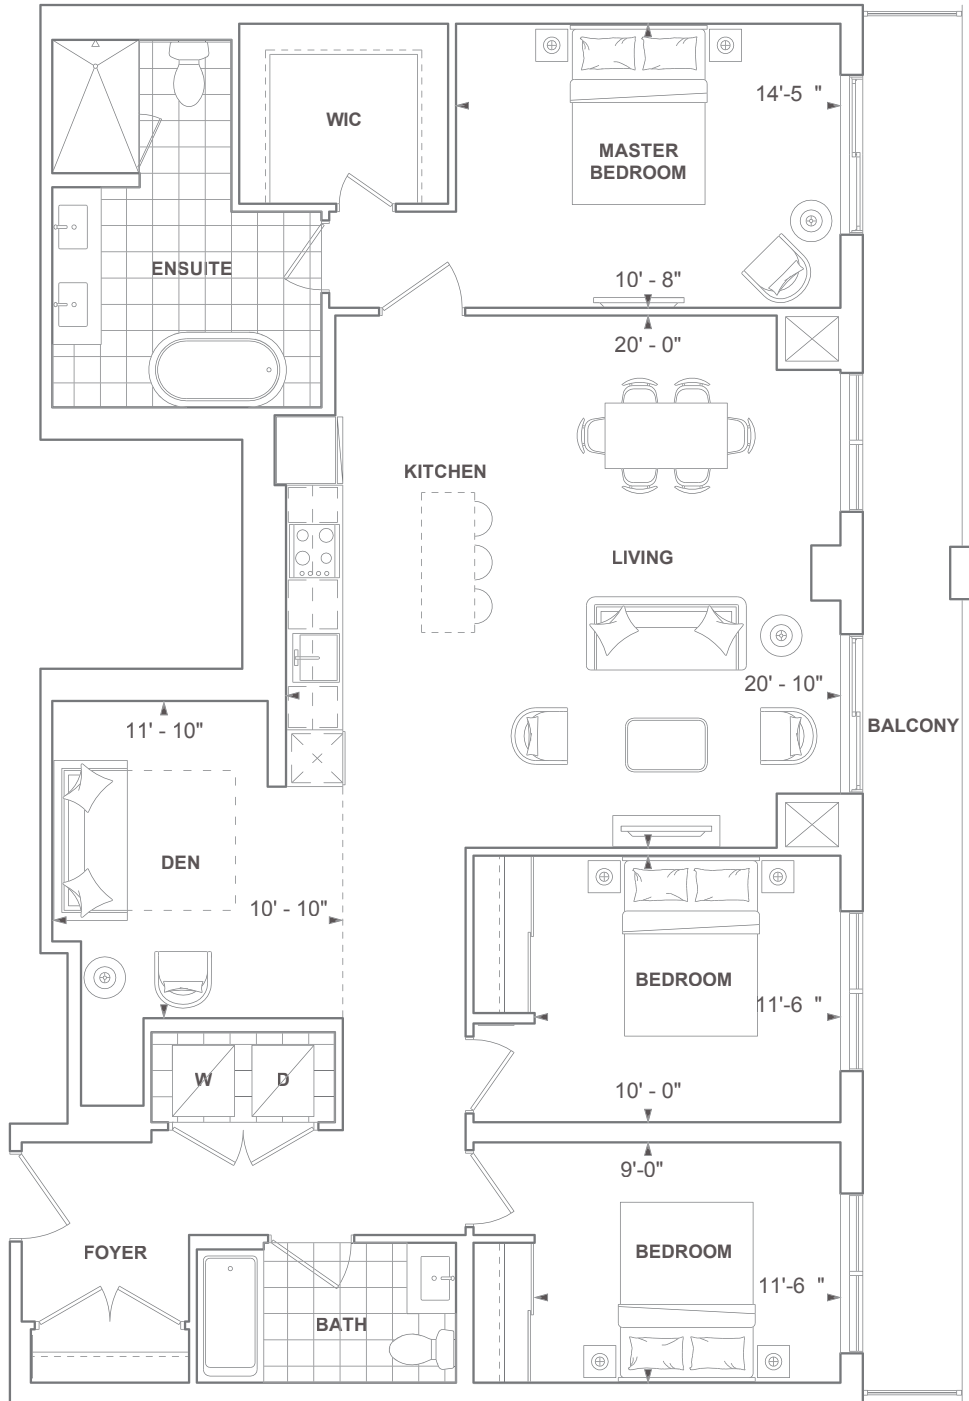 14'-5 "
WIC
MASTER
BEDROOM
ENSUITE
10' - 8"
20' - 0"
KITCHEN
LIVING
20' - 10"
BALCONY
11' - 10"
DEN
10' - 10"
BEDROOM
11'-6 "
W
D
10' - 0"
9'-0"
FOYER
BEDROOM
11'-6 "
BATH